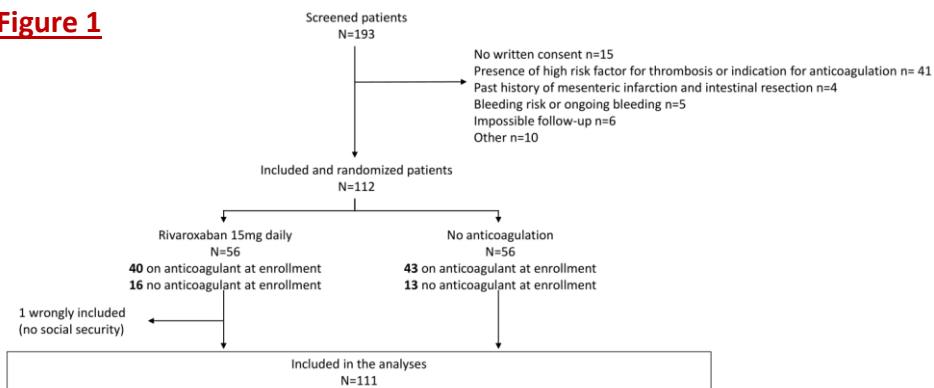 Figure 1
Screened patients
N=193
No written consent n=15
Presence of high risk factor for thrombosis or indication for anticoagulation n= 41
Past history of mesenteric infarction and intestinal resection n=4
Bleeding risk or ongoing bleeding n=5
Impossible follow-up n=6
Other n=10
Included and randomized patients
N=112
Rivaroxaban 15mg daily
N=56
40 on anticoagulant at enrollment
16 no anticoagulant at enrollment
No anticoagulation
N=56
43 on anticoagulant at enrollment
13 no anticoagulant at enrollment
1 wrongly included
(no social security)
Included in the analyses
N=111